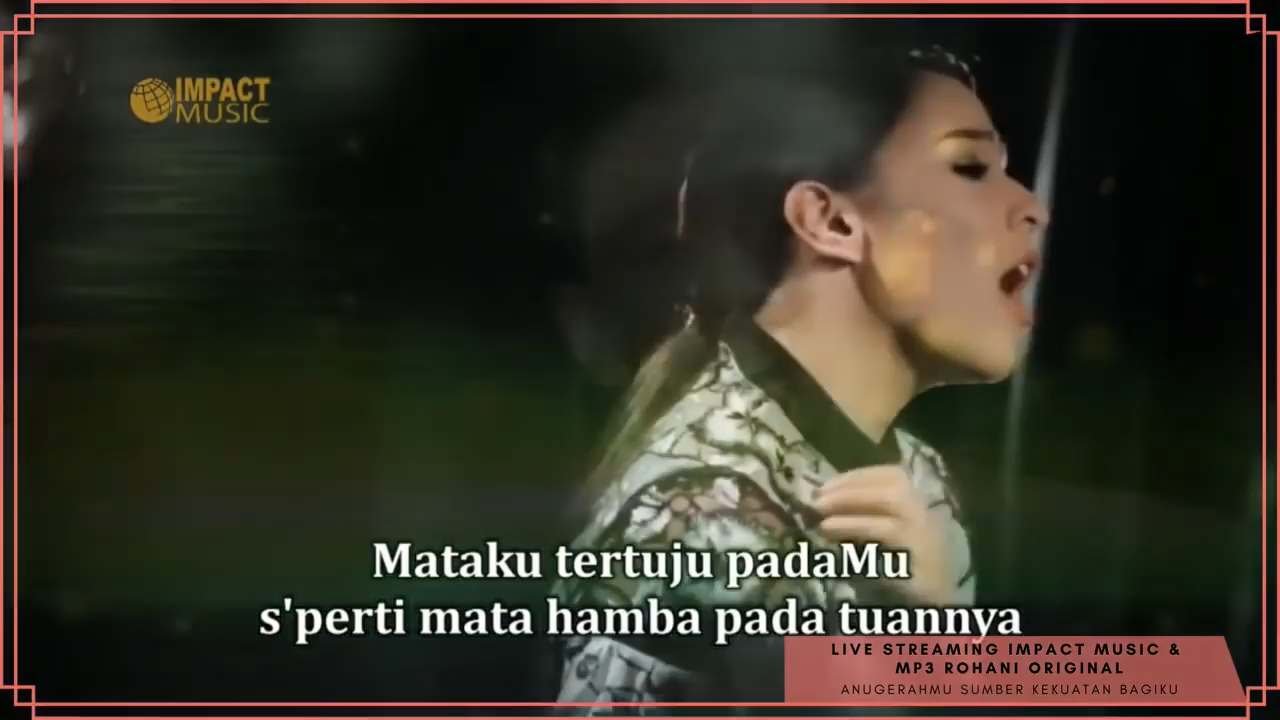 IMPACT
MUSIC
Mataku tertuju padaMu
s'perti mata hamba pada tuannya
LIVE STREAMING IMPACT MUSIC &
MP3 ROHANI ORIGINAL
ANUGERAHMU SUMBER KEKUATAN BAGIKU